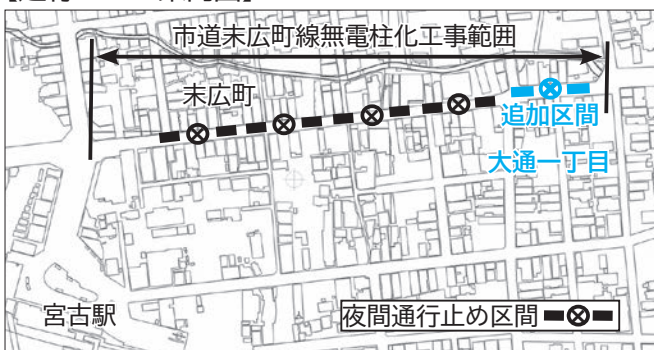 市道末広町線無電柱化工事範囲
末広町
追加区間
大通一丁目
宮古駅
夜間通行止め区間